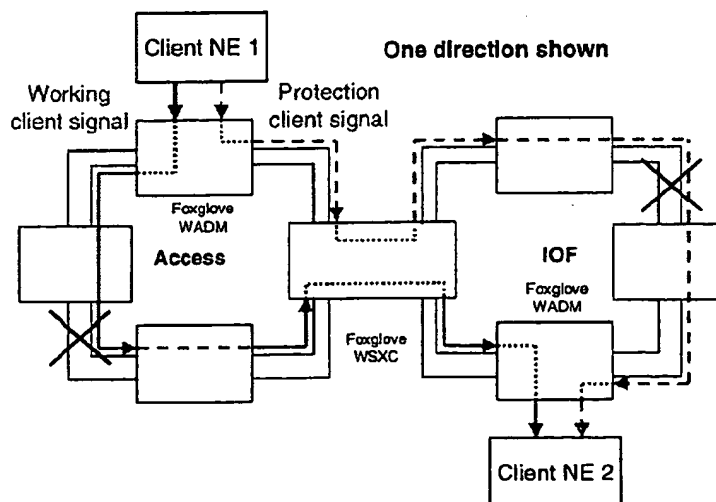 Client NE 1
One direction shown
Working
client signal
Protection
client signal
Foxglove
WADM
Access
IOF
Foxglove
WADM
Foxglove
WSXC
Client NE 2